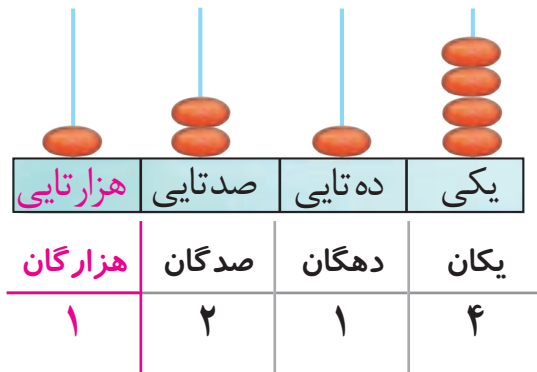 هزارتایی صدتایی ده‌تایی یکی
هزارگان صدگان دهگان یکان
۱ ۲ ۱ ۴